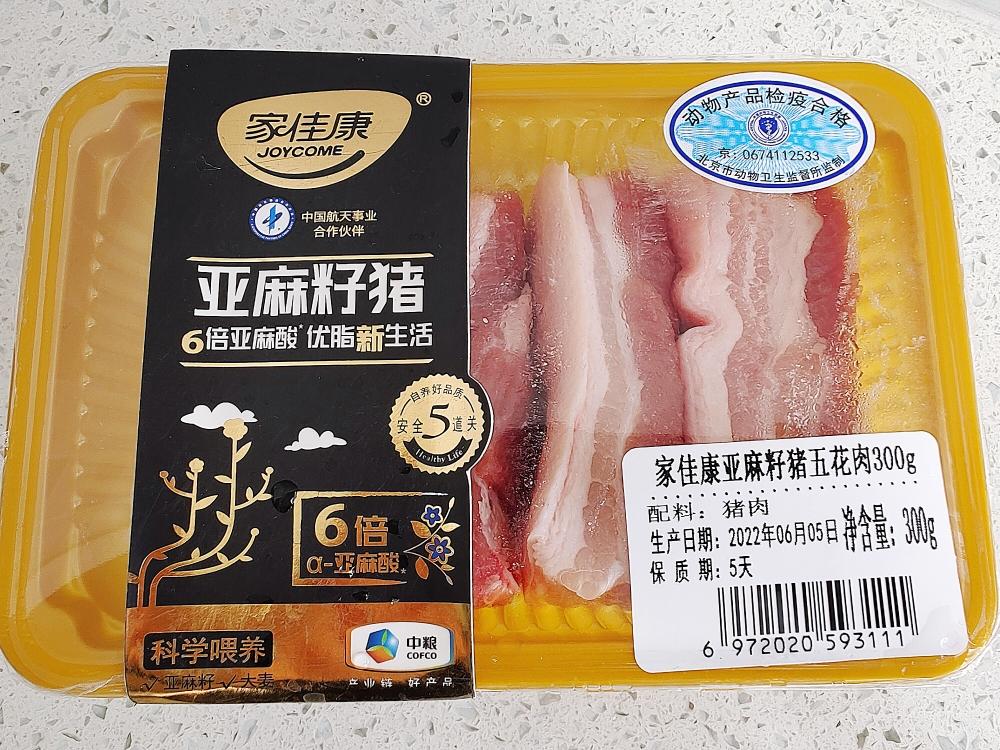 家佳康
®
JOYCOME
中国航天事业
合作伙伴
亚麻籽猪
6倍亚麻酸* 优脂新生活
自养好品质
安全5道关
Healthy Life
6倍
α-亚麻酸*
科学喂养
✓亚麻籽 ✓大麦
中粮
COFCO
产业链 好产品
动物产品检疫合格
京：0674112533
北京市动物卫生监督所监制
家佳康亚麻籽猪五花肉300g
配料：猪肉
生产日期：2022年06月05日 净含量：300g
保质期：5天
6 972020 593111